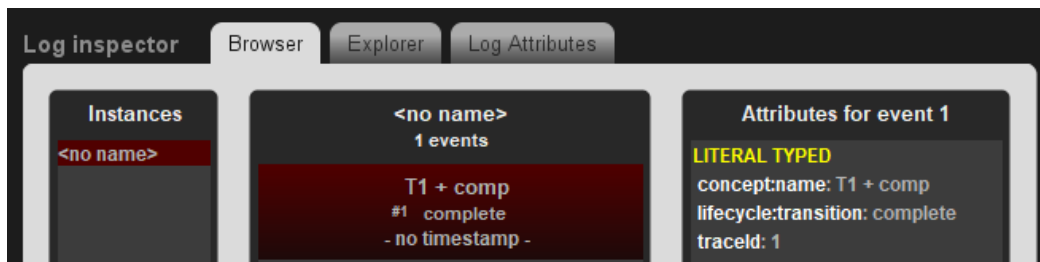 Log inspector Browser Explorer Log Attributes
Instances
<no name>
<no name>
1 events
T1 + comp
#1 complete
- no timestamp -
Attributes for event 1
LITERAL TYPED
concept:name: T1 + comp
lifecycle:transition: complete
traceId: 1